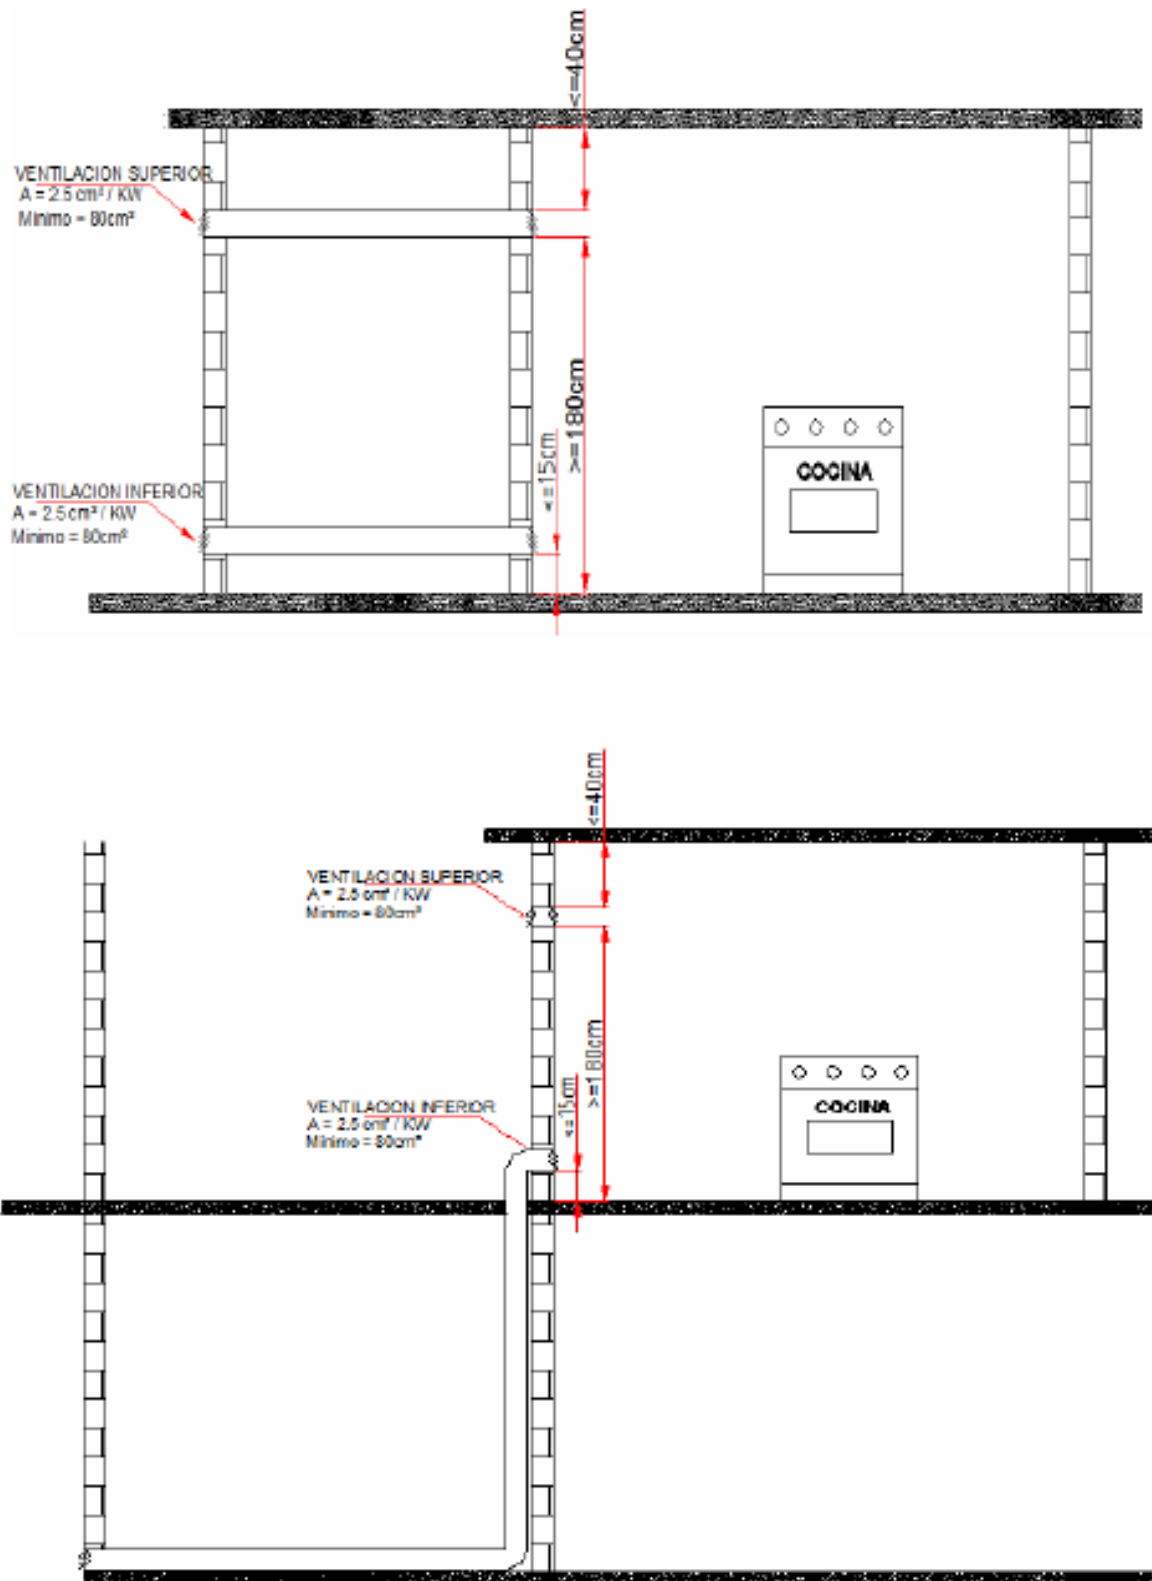 <=40cm
VENTILACION SUPERIOR
A = 2.5 cm² / KW
Minimo = 80cm²
>=180cm
<=15cm
COCINA
VENTILACION INFERIOR
A = 2.5 cm² / KW
Minimo = 80cm²
<=40cm
VENTILACION SUPERIOR
A = 2.5 cm² / KW
Minimo = 80cm²
>=180cm
<=15cm
COCINA
VENTILACION INFERIOR
A = 2.5 cm² / KW
Minimo = 80cm²